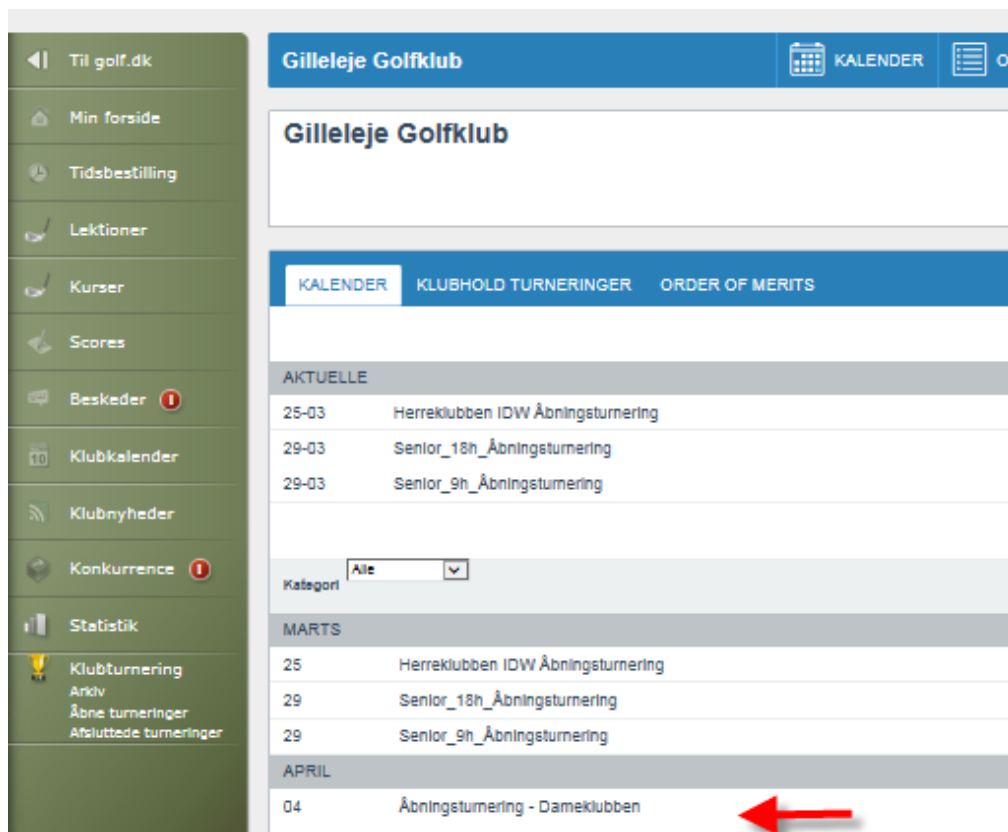 Til golf.dk
Min forside
Tidsbestilling
Lektioner
Kurser
Scores
Beskeder
Klubkalender
Klubnyheder
Konkurrence
Statistik
Klubturnering
Arkiv
Åbne turneringer
Afsluttede turneringer
Gilleleje Golfklub
KALENDER
Gilleleje Golfklub
KALENDER KLUBHOLD TURNERINGER ORDER OF MERITS
AKTUELLE
25-03 Herreklubben IDW Åbningsturnering
29-03 Senior_18h_Åbningsturnering
29-03 Senior_9h_Åbningsturnering
Kategori Alle
MARTS
25 Herreklubben IDW Åbningsturnering
29 Senior_18h_Åbningsturnering
29 Senior_9h_Åbningsturnering
APRIL
04 Åbningsturnering - Dameklubben